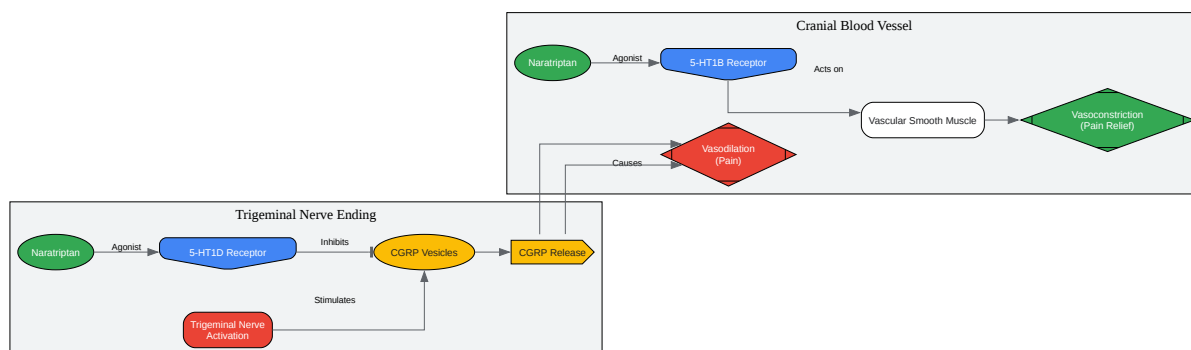 Cranial Blood Vessel
Naratriptan
Agonist
5-HT1B Receptor
Acts on
Vascular Smooth Muscle
Vasoconstriction
(Pain Relief)
Vasodilation
(Pain)
Causes
Trigeminal Nerve Ending
Naratriptan
Agonist
5-HT1D Receptor
Inhibits
CGRP Vesicles
CGRP Release
Stimulates
Trigeminal Nerve
Activation